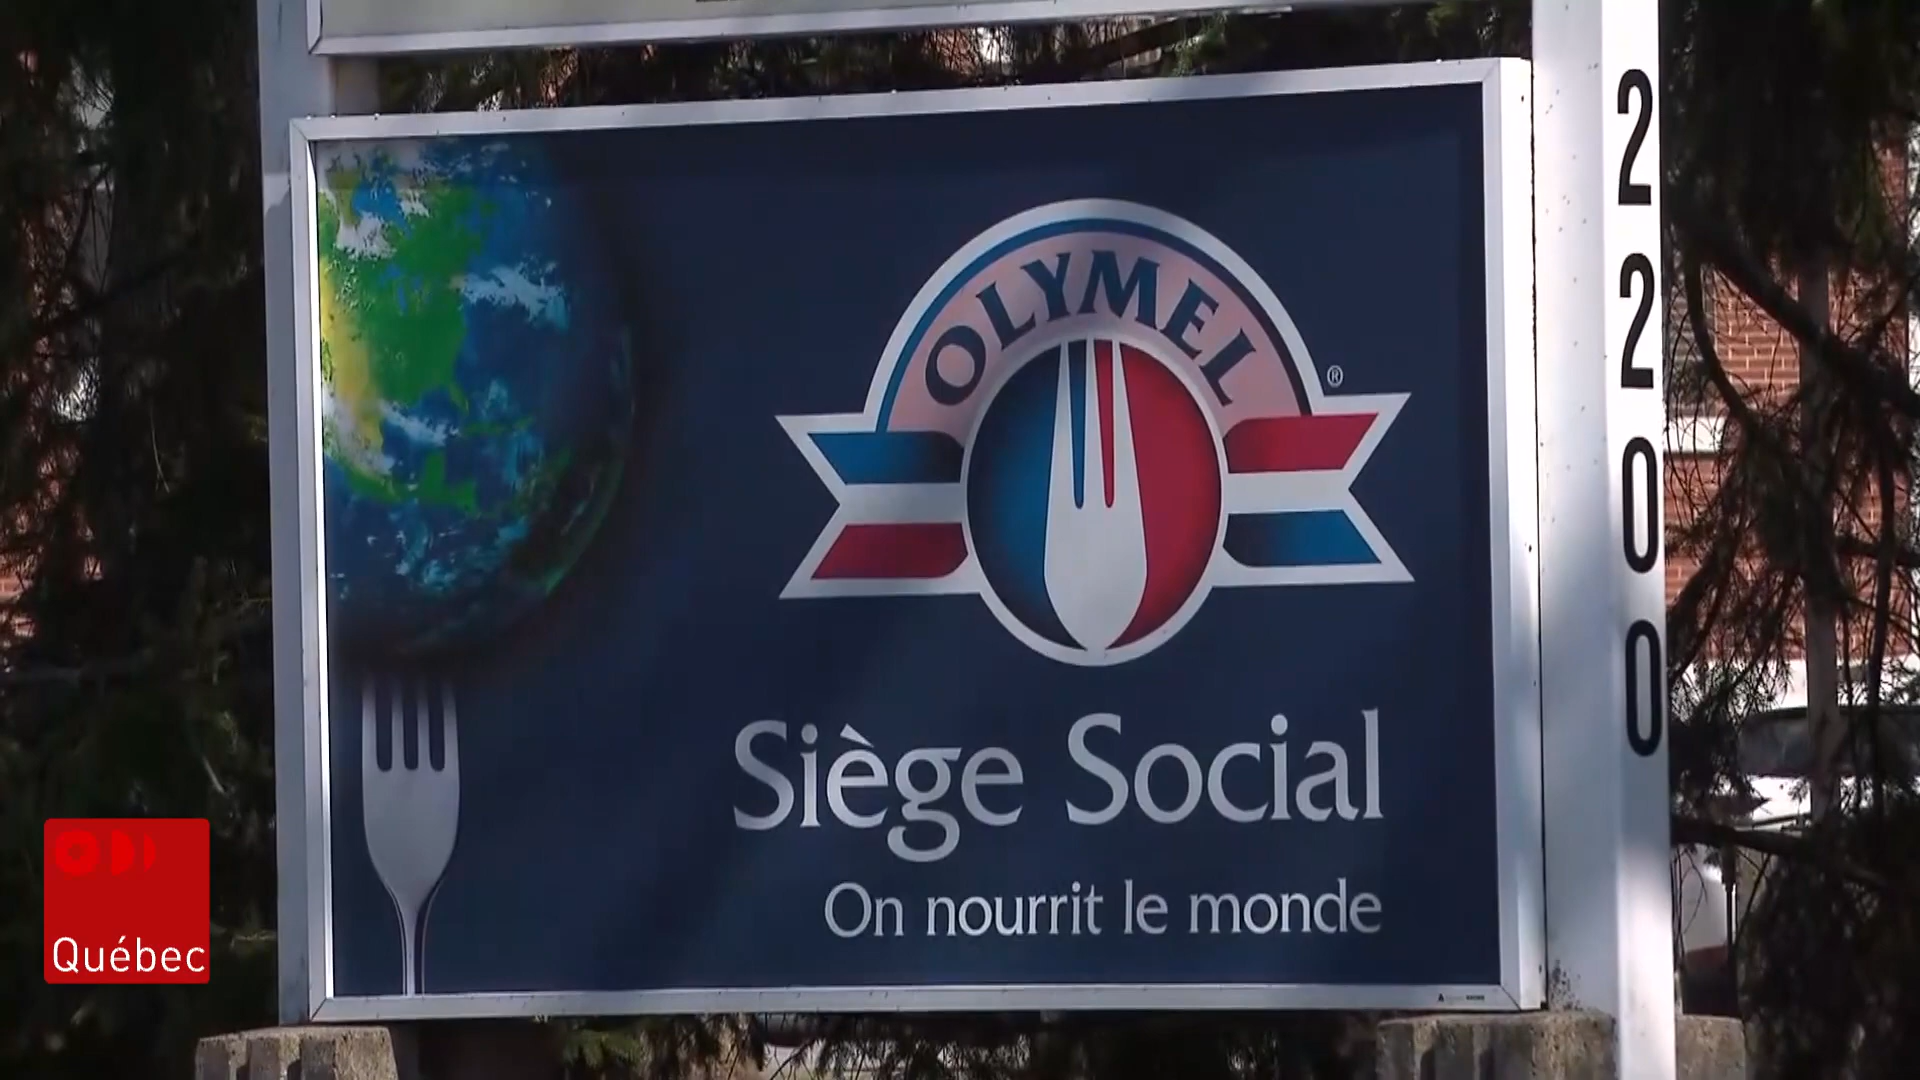 OLYMEL
®
Siège Social
On nourrit le monde
2200
Québec